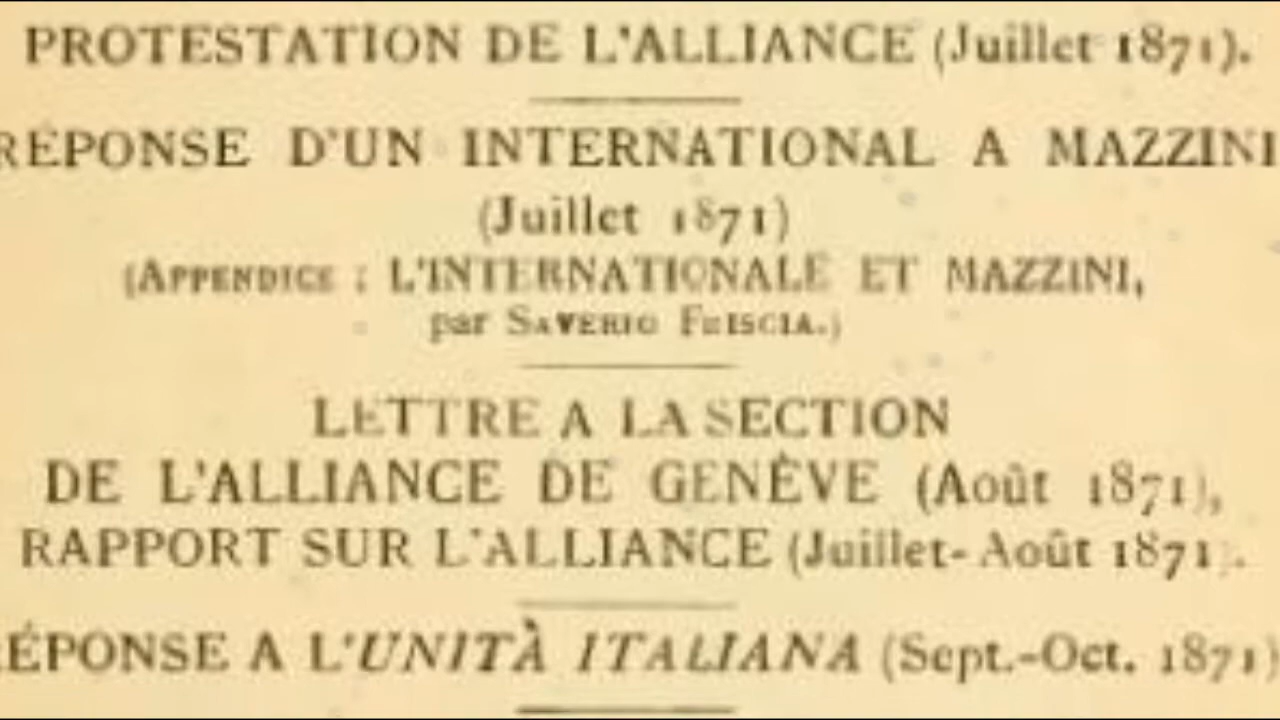 PROTESTATION DE L'ALLIANCE (Juillet 1871).
RÉPONSE D'UN INTERNATIONAL A MAZZINI
(Juillet 1871)
(APPENDICE : L'INTERNATIONALE ET MAZZINI,
par SAVERIO FRISCIA.)
LETTRE A LA SECTION
DE L'ALLIANCE DE GENÈVE (Août 1871),
RAPPORT SUR L'ALLIANCE (Juillet-Août 1871).
ÉPONSE A L'UNITÀ ITALIANA (Sept.-Oct. 1871)